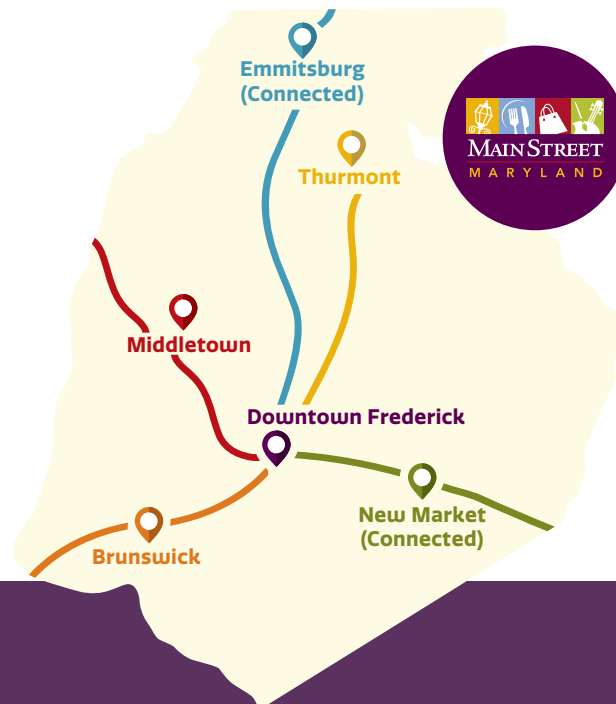 Emmitsburg
(Connected)
MAIN STREET
MARYLAND
Thurmont
Middletown
Downtown Frederick
New Market
(Connected)
Brunswick